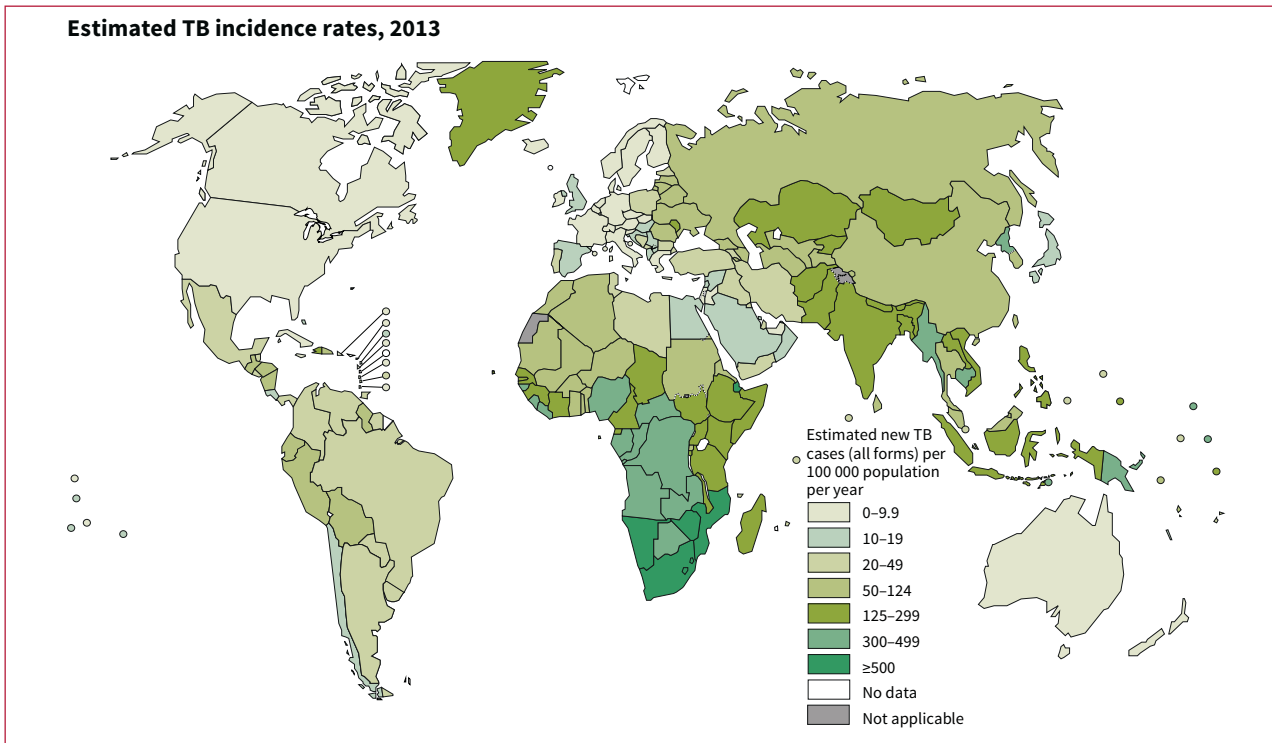 Estimated TB incidence rates, 2013
Estimated new TB
cases (all forms) per
100 000 population
per year
0–9.9
10–19
20–49
50–124
125–299
300–499
≥500
No data
Not applicable